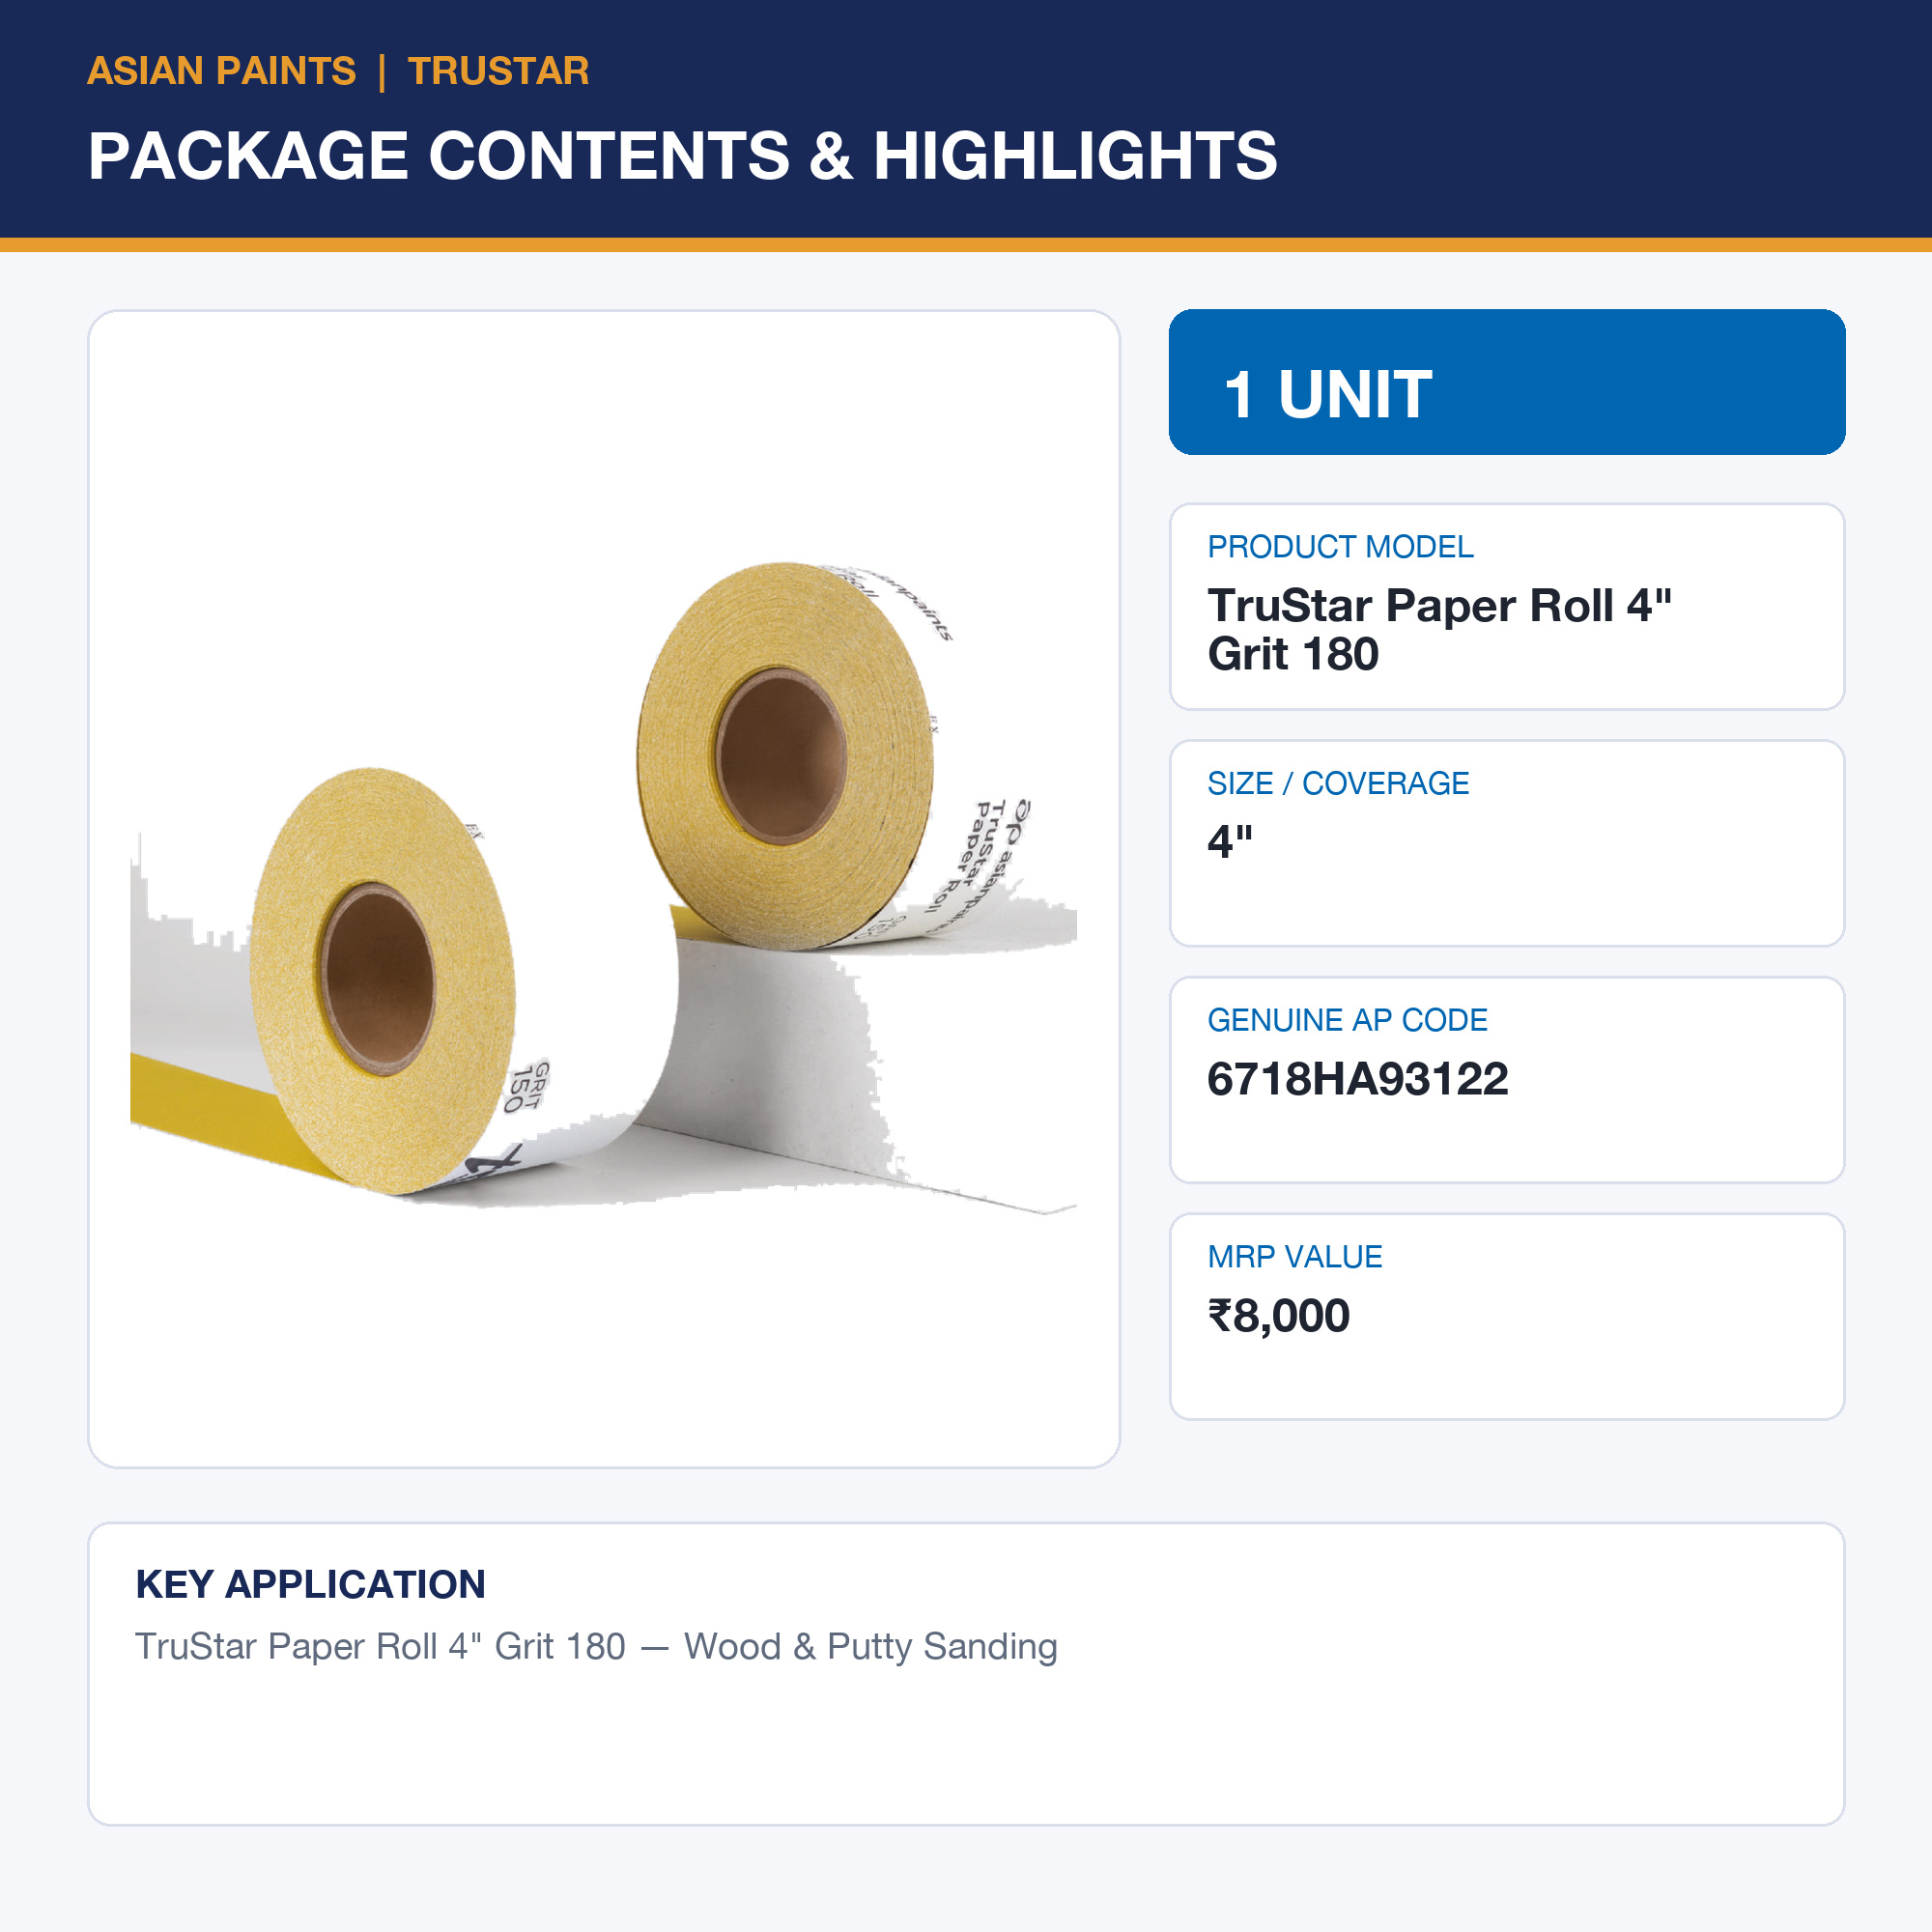 ASIAN PAINTS | TRUSTAR
PACKAGE CONTENTS & HIGHLIGHTS
asianpaints
TruStar
Paper Roll
GRIT
150
1 UNIT
PRODUCT MODEL
TruStar Paper Roll 4"
Grit 180
SIZE / COVERAGE
4"
GENUINE AP CODE
6718HA93122
MRP VALUE
₹8,000
KEY APPLICATION
TruStar Paper Roll 4" Grit 180 — Wood & Putty Sanding